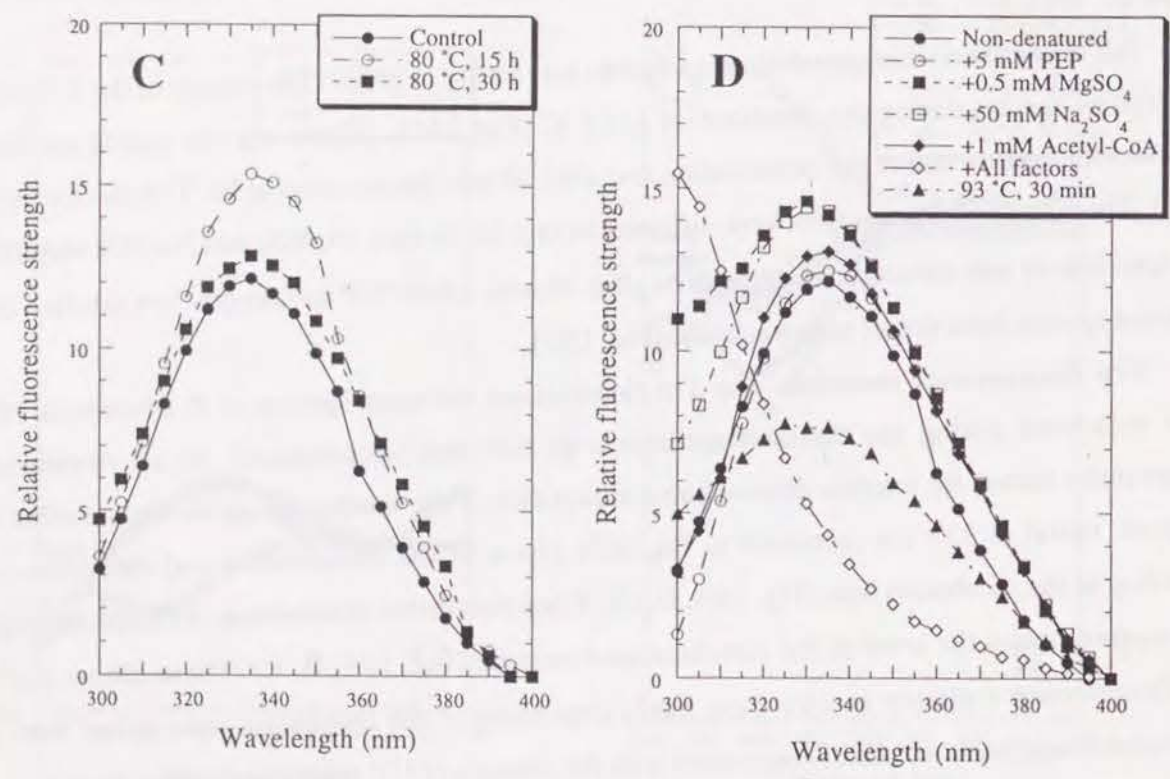 C
Control
80 °C, 15 h
80 °C, 30 h
20
15
10
5
0
300
320
340
360
380
400
Relative fluorescence strength
Wavelength (nm)
D
Non-denatured
+5 mM PEP
+0.5 mM MgSO4
+50 mM Na2SO4
+1 mM Acetyl-CoA
+All factors
93 °C, 30 min
20
15
10
5
0
300
320
340
360
380
400
Relative fluorescence strength
Wavelength (nm)